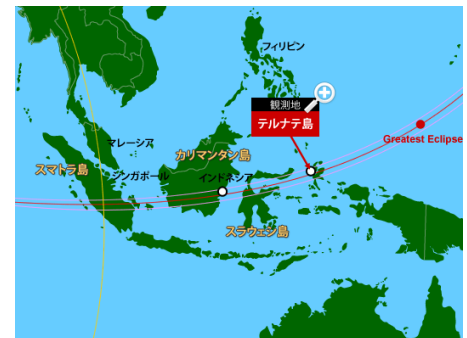 フィリピン
観測地
テルナテ島
Greatest Eclipse
マレーシア
カリマンタン島
スマトラ島
シンガポール
インドネシア
スラウェシ島